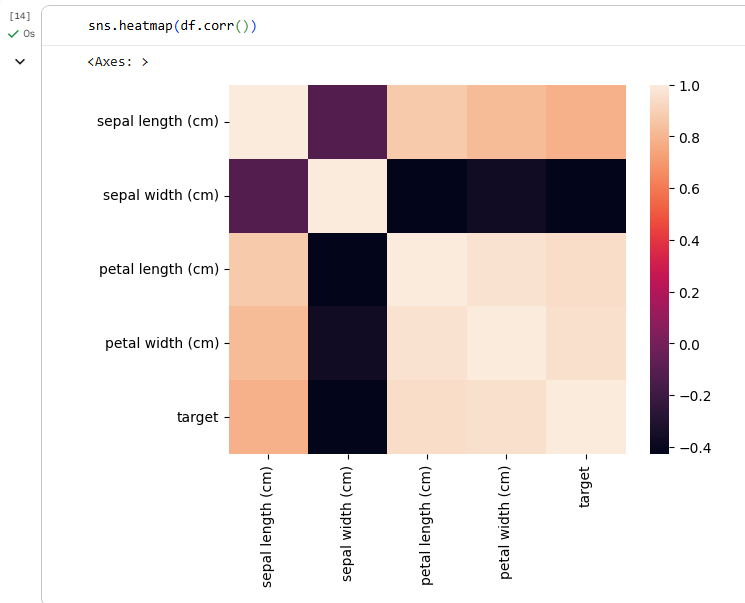 [14]
0s
sns.heatmap(df.corr())
<Axes: >
sepal length (cm)
sepal width (cm)
petal length (cm)
petal width (cm)
target
1.0
0.8
0.6
0.4
0.2
0.0
−0.2
−0.4
sepal length (cm)
sepal width (cm)
petal length (cm)
petal width (cm)
target